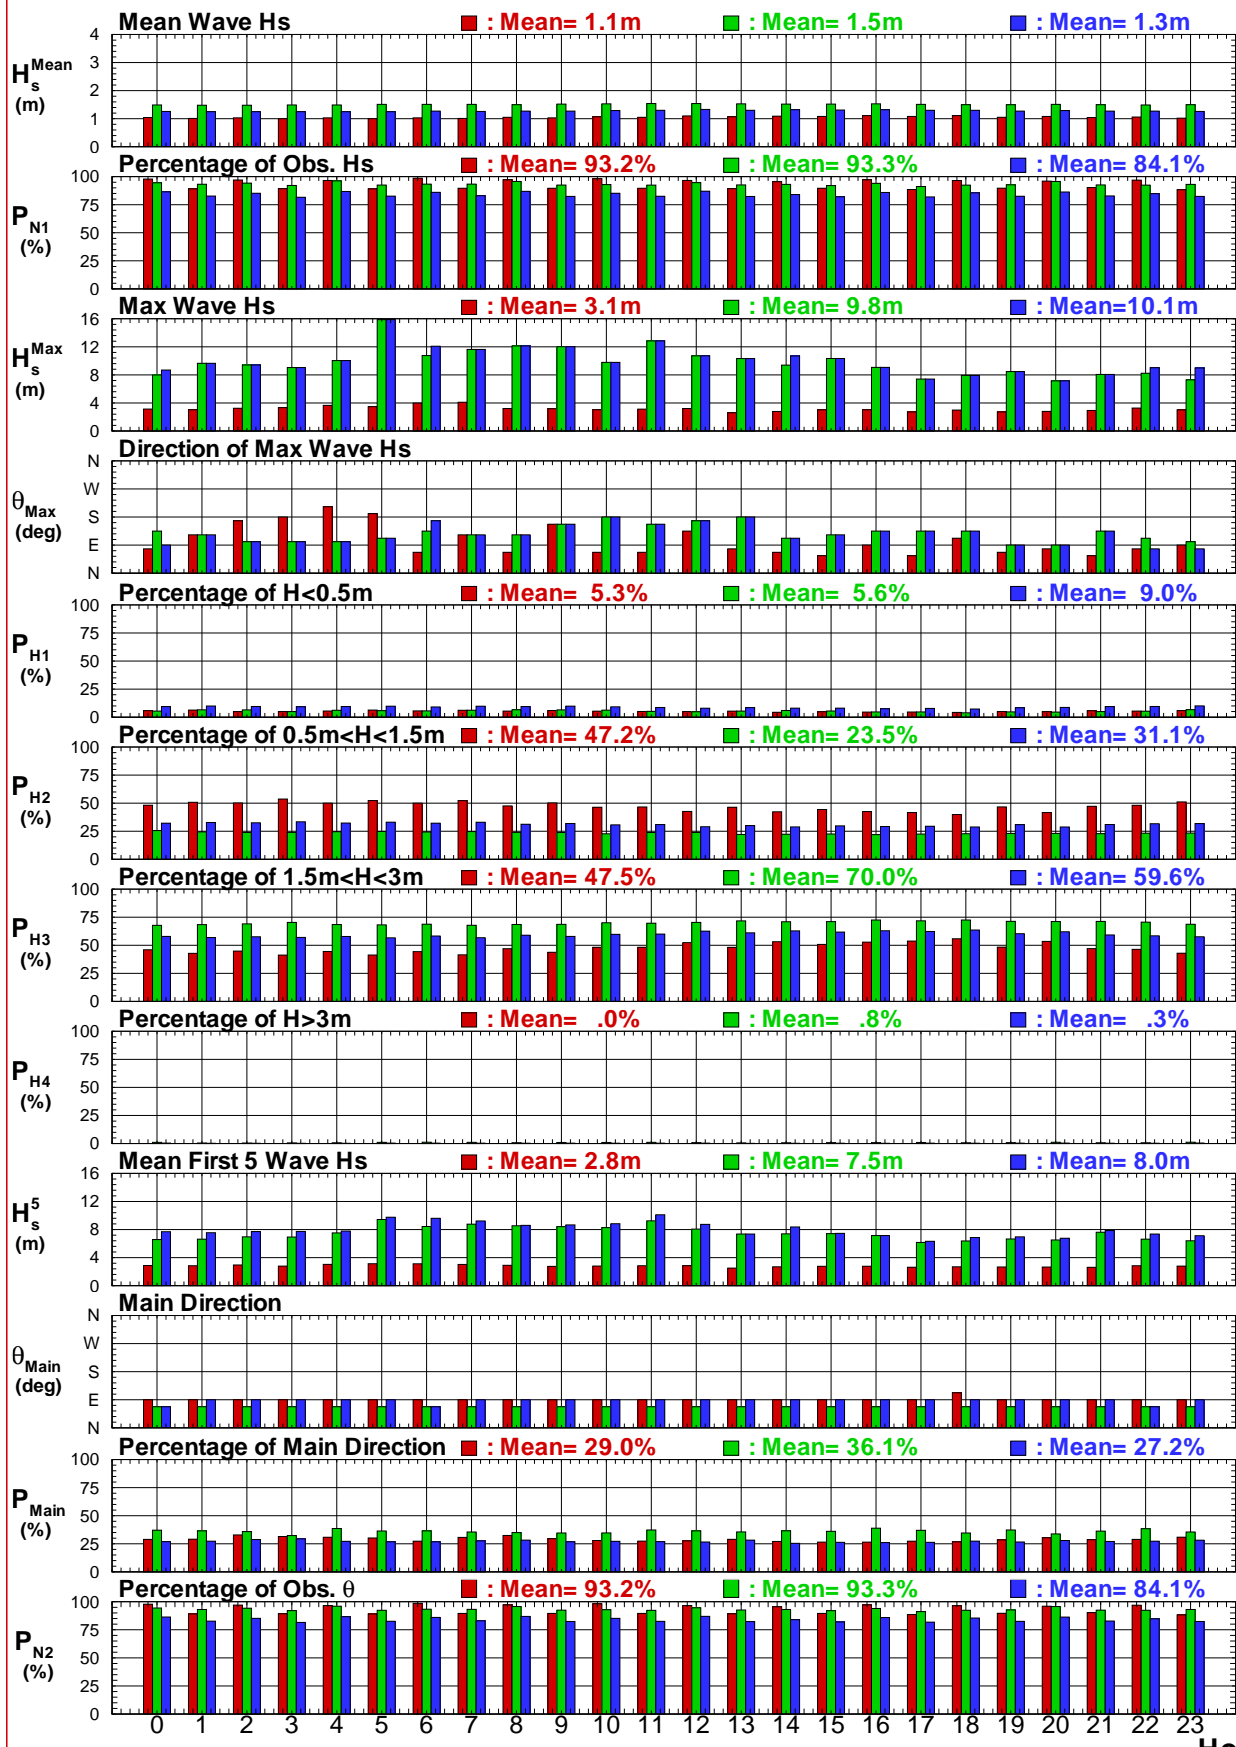 Mean Wave Hs : Mean= 1.1m : Mean= 1.5m : Mean= 1.3m
4
3
2
1
0
H_s^Mean
(m)
Percentage of Obs. Hs : Mean= 93.2% : Mean= 93.3% : Mean= 84.1%
100
75
50
25
0
P_N1
(%)
Max Wave Hs : Mean= 3.1m : Mean= 9.8m : Mean=10.1m
16
12
8
4
0
H_s^Max
(m)
Direction of Max Wave Hs
N
W
S
E
N
θ_Max
(deg)
Percentage of H<0.5m : Mean= 5.3% : Mean= 5.6% : Mean= 9.0%
100
75
50
25
0
P_H1
(%)
Percentage of 0.5m<H<1.5m : Mean= 47.2% : Mean= 23.5% : Mean= 31.1%
100
75
50
25
0
P_H2
(%)
Percentage of 1.5m<H<3m : Mean= 47.5% : Mean= 70.0% : Mean= 59.6%
100
75
50
25
0
P_H3
(%)
Percentage of H>3m : Mean= .0% : Mean= .8% : Mean= .3%
100
75
50
25
0
P_H4
(%)
Mean First 5 Wave Hs : Mean= 2.8m : Mean= 7.5m : Mean= 8.0m
16
12
8
4
0
H_s^5
(m)
Main Direction
N
W
S
E
N
θ_Main
(deg)
Percentage of Main Direction : Mean= 29.0% : Mean= 36.1% : Mean= 27.2%
100
75
50
25
0
P_Main
(%)
Percentage of Obs. θ : Mean= 93.2% : Mean= 93.3% : Mean= 84.1%
100
75
50
25
0
P_N2
(%)
0 1 2 3 4 5 6 7 8 9 10 11 12 13 14 15 16 17 18 19 20 21 22 23